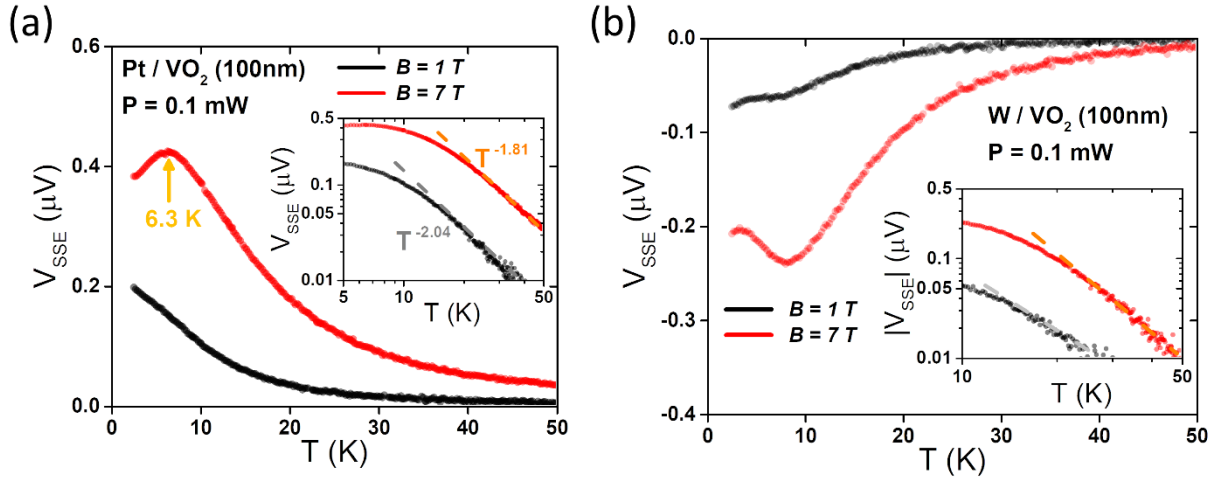 (a)
0.6
0.4
0.2
0.0
V_SSE (μV)
0 10 20 30 40 50
T (K)
Pt / VO₂ (100nm)
P = 0.1 mW
B = 1 T
B = 7 T
6.3 K
0.5
0.1
0.05
0.01
V_SSE (μV)
5 10 50
T (K)
T^-1.81
T^-2.04
(b)
0.0
-0.1
-0.2
-0.3
-0.4
V_SSE (μV)
0 10 20 30 40 50
T (K)
W / VO₂ (100nm)
P = 0.1 mW
B = 1 T
B = 7 T
0.5
0.1
0.05
0.01
|V_SSE| (μV)
10 50
T (K)